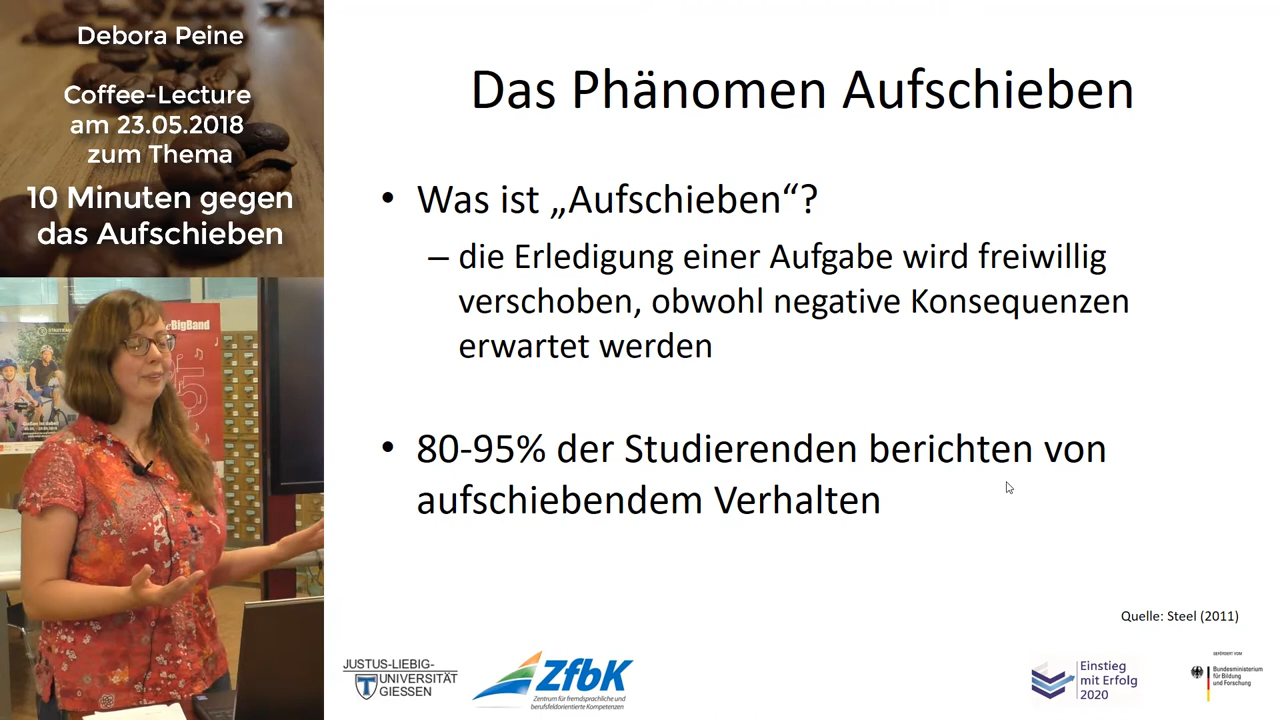 Debora Peine
Coffee-Lecture
am 23.05.2018
zum Thema
10 Minuten gegen
das Aufschieben
BigBand
Das Phänomen Aufschieben
• Was ist „Aufschieben“?
– die Erledigung einer Aufgabe wird freiwillig
verschoben, obwohl negative Konsequenzen
erwartet werden
• 80-95% der Studierenden berichten von
aufschiebendem Verhalten
Quelle: Steel (2011)
JUSTUS-LIEBIG-
UNIVERSITÄT
GIESSEN
ZfbK
Zentrum für fremdsprachliche und
berufsfeldorientierte Kompetenzen
Einstieg
mit Erfolg
2020
GEFÖRDERT VOM
Bundesministerium
für Bildung
und Forschung